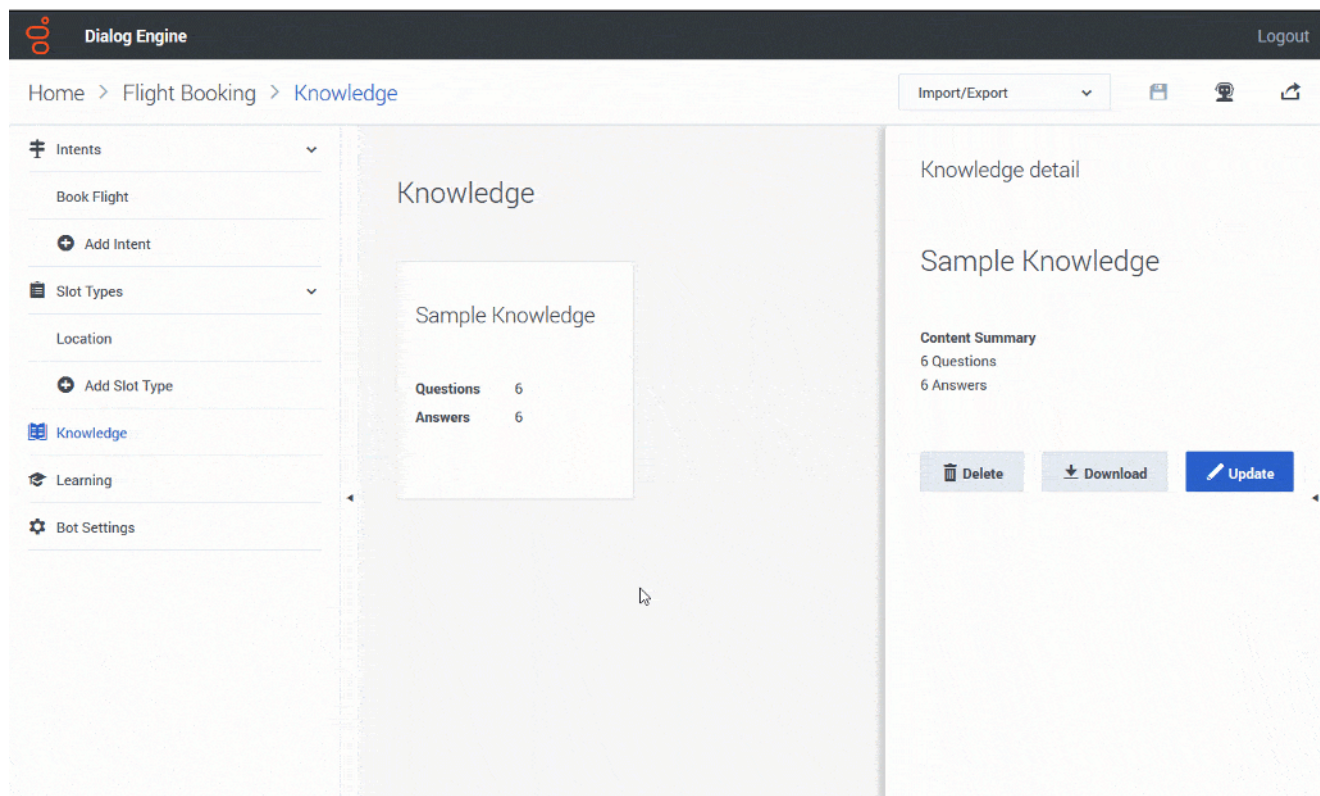 Dialog Engine
Logout
Home > Flight Booking > Knowledge
Import/Export
Intents
Book Flight
Add Intent
Slot Types
Location
Add Slot Type
Knowledge
Learning
Bot Settings
Knowledge
Sample Knowledge
Questions 6
Answers 6
Knowledge detail
Sample Knowledge
Content Summary
6 Questions
6 Answers
Delete
Download
Update